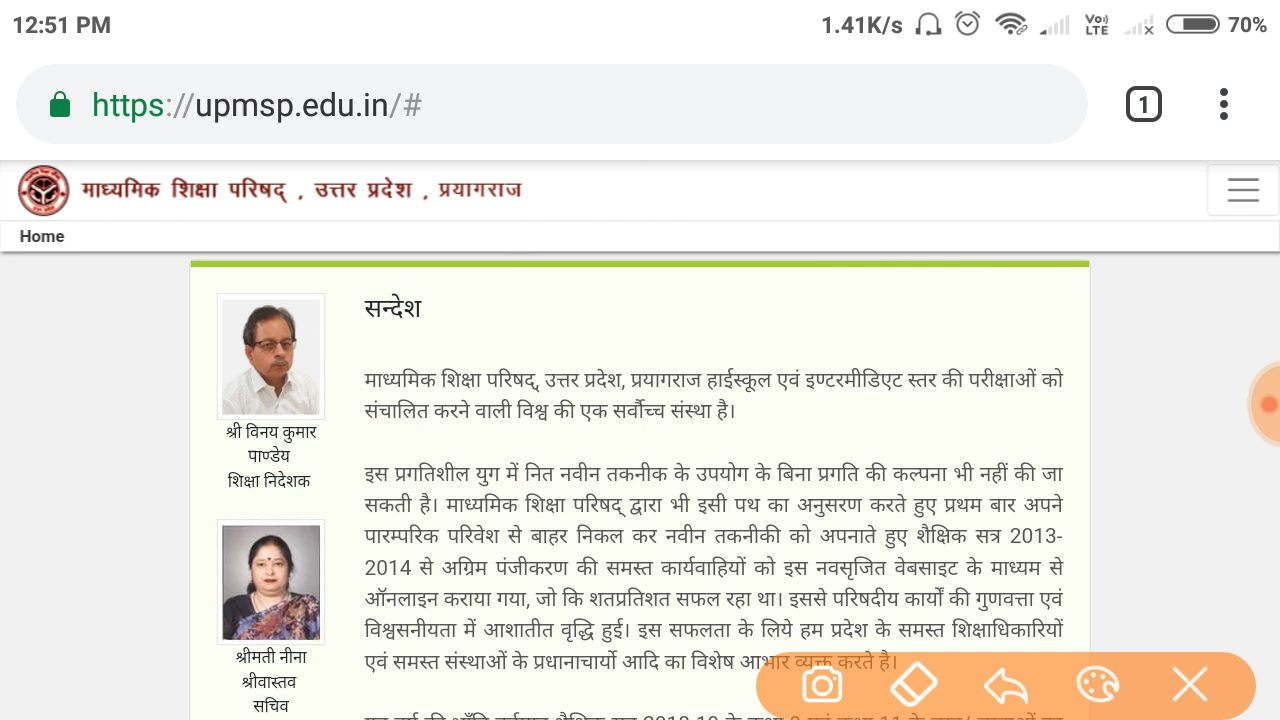 12:51 PM
1.41K/s
Vo) LTE
70%
https://upmsp.edu.in/#
1
माध्यमिक शिक्षा परिषद् , उत्तर प्रदेश , प्रयागराज
Home
सन्देश
श्री विनय कुमार
पाण्डेय
शिक्षा निदेशक
श्रीमती नीना
श्रीवास्तव
सचिव
माध्यमिक शिक्षा परिषद्, उत्तर प्रदेश, प्रयागराज हाईस्कूल एवं इण्टरमीडिएट स्तर की परीक्षाओं को
संचालित करने वाली विश्व की एक सर्वोच्च संस्था है।
इस प्रगतिशील युग में नित नवीन तकनीक के उपयोग के बिना प्रगति की कल्पना भी नहीं की जा
सकती है। माध्यमिक शिक्षा परिषद् द्वारा भी इसी पथ का अनुसरण करते हुए प्रथम बार अपने
पारम्परिक परिवेश से बाहर निकल कर नवीन तकनीकी को अपनाते हुए शैक्षिक सत्र 2013-
2014 से अग्रिम पंजीकरण की समस्त कार्यवाहियों को इस नवसृजित वेबसाइट के माध्यम से
ऑनलाइन कराया गया, जो कि शतप्रतिशत सफल रहा था। इससे परिषदीय कार्यों की गुणवत्ता एवं
विश्वसनीयता में आशातीत वृद्धि हुई। इस सफलता के लिये हम प्रदेश के समस्त शिक्षाधिकारियों
एवं समस्त संस्थाओं के प्रधानाचार्यो आदि का विशेष आभार व्यक्त करते है।